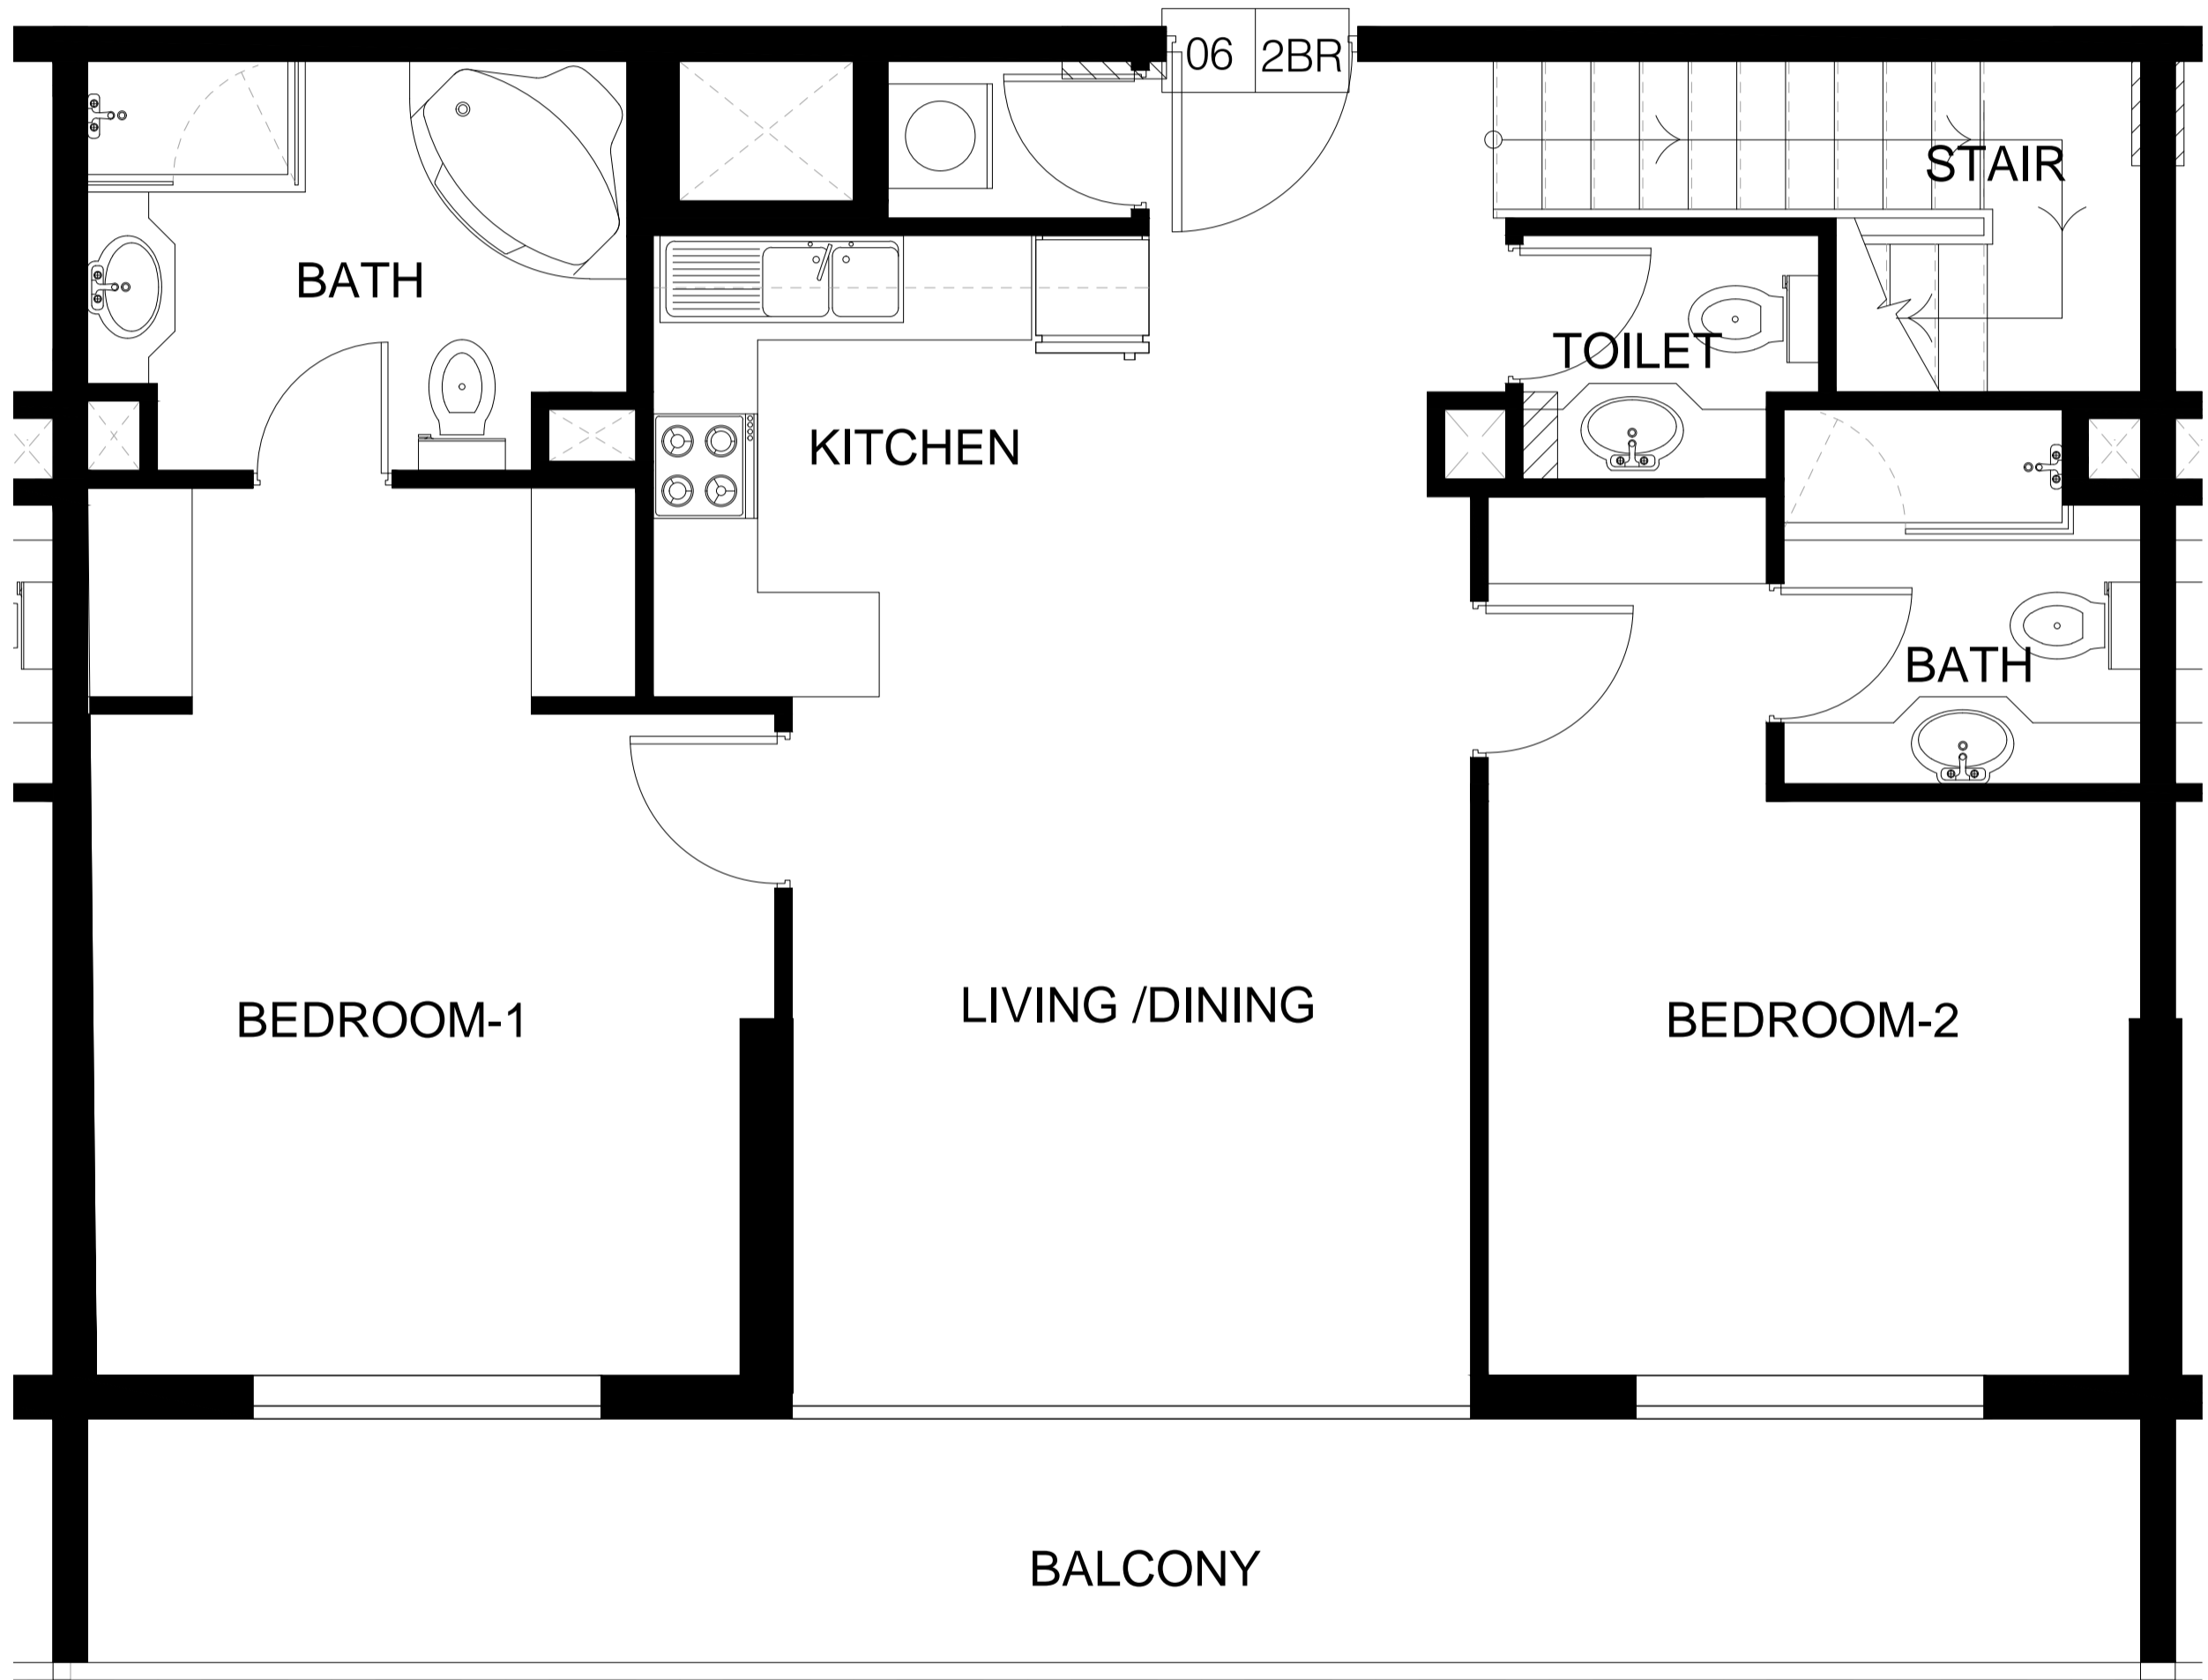 06 2BR
STAIR
BATH
TOILET
KITCHEN
BATH
LIVING /DINING
BEDROOM-1
BEDROOM-2
BALCONY